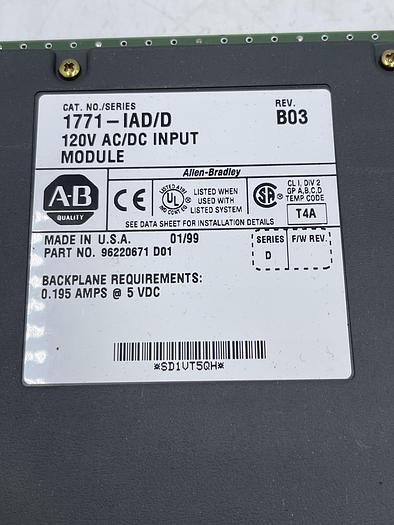 CAT. NO./SERIES
1771-IAD/D
REV.
B03
120V AC/DC INPUT
MODULE
Allen-Bradley
A-B
QUALITY
CE
UL
LISTED WHEN
USED WITH
LISTED SYSTEM
SA
CL I, DIV 2
GP A,B,C,D
TEMP CODE
T4A
SEE DATA SHEET FOR INSTALLATION DETAILS
MADE IN U.S.A. 01/99
PART NO. 96220671 D01
SERIES
D
F/W REV.
BACKPLANE REQUIREMENTS:
0.195 AMPS @ 5 VDC
*SD1VT5QH*